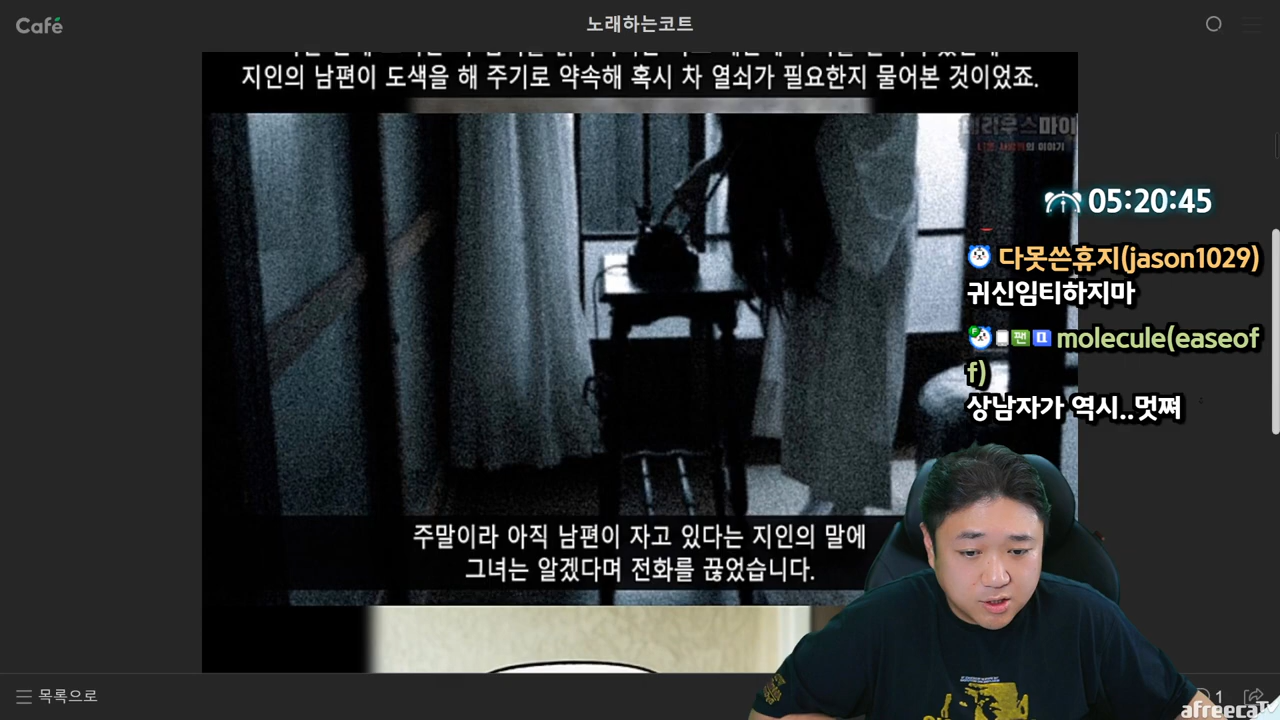 Café
노래하는코트
지인의 남편이 도색을 해 주기로 약속해 혹시 차 열쇠가 필요한지 물어본 것이었죠.
05:20:45
다못쓴휴지(jason1029)
귀신임티하지마
팬 molecule(easeof
f)
상남자가 역시..멋쪄
주말이라 아직 남편이 자고 있다는 지인의 말에
그녀는 알겠다며 전화를 끊었습니다.
목록으로
1
afreecaTV